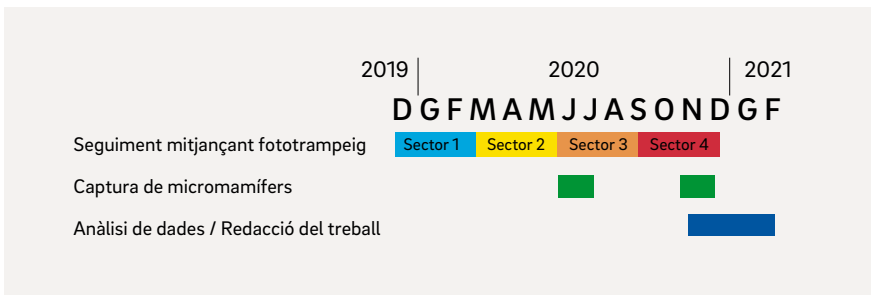 2019 2020 2021
D G F M A M J J A S O N D G F
Seguiment mitjançant fototrampeig Sector 1 Sector 2 Sector 3 Sector 4
Captura de micromamífers
Anàlisi de dades / Redacció del treball